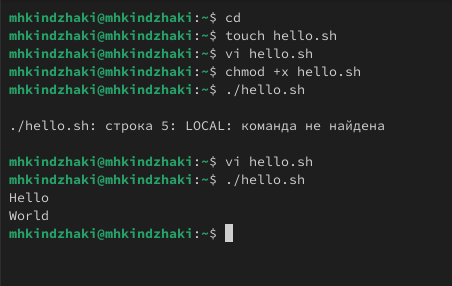 mhkindzhaki@mhkindzhaki:~$ cd
mhkindzhaki@mhkindzhaki:~$ touch hello.sh
mhkindzhaki@mhkindzhaki:~$ vi hello.sh
mhkindzhaki@mhkindzhaki:~$ chmod +x hello.sh
mhkindzhaki@mhkindzhaki:~$ ./hello.sh
./hello.sh: строка 5: LOCAL: команда не найдена
mhkindzhaki@mhkindzhaki:~$ vi hello.sh
mhkindzhaki@mhkindzhaki:~$ ./hello.sh
Hello
World
mhkindzhaki@mhkindzhaki:~$